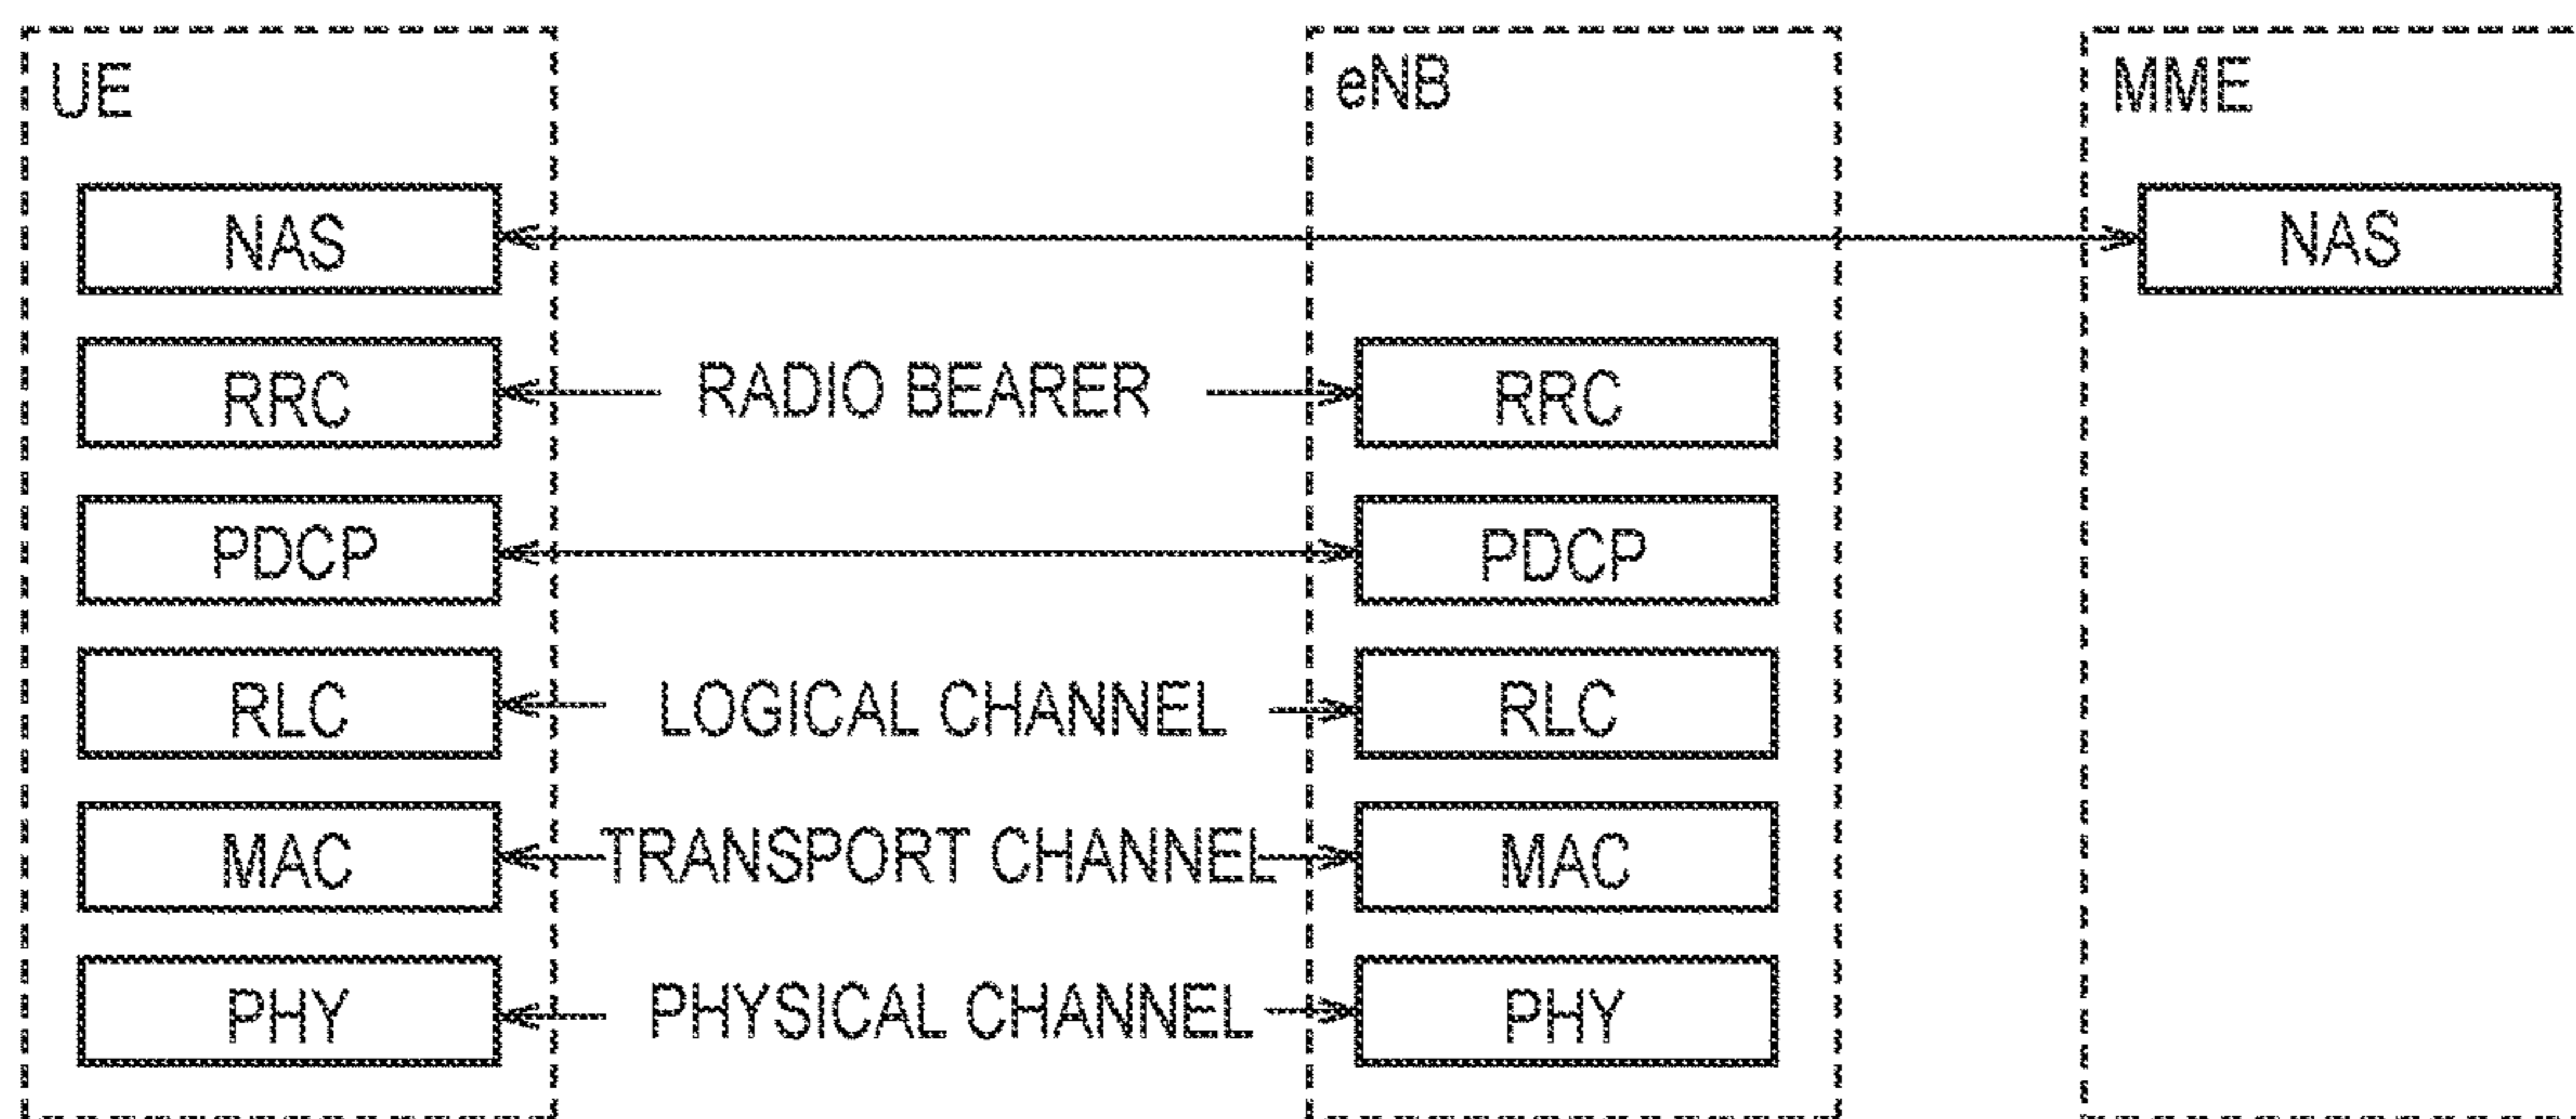 UE eNB MME
NAS NAS
RRC RADIO BEARER RRC
PDCP PDCP
RLC LOGICAL CHANNEL RLC
MAC TRANSPORT CHANNEL MAC
PHY PHYSICAL CHANNEL PHY